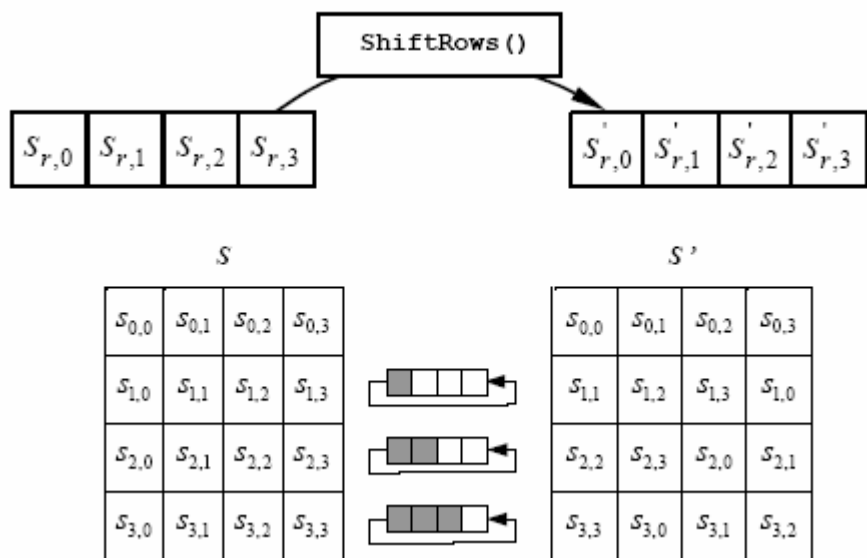 ShiftRows()
S_{r,0} S_{r,1} S_{r,2} S_{r,3} S'_{r,0} S'_{r,1} S'_{r,2} S'_{r,3}
S S'
s_{0,0} s_{0,1} s_{0,2} s_{0,3} s_{0,0} s_{0,1} s_{0,2} s_{0,3}
s_{1,0} s_{1,1} s_{1,2} s_{1,3} s_{1,1} s_{1,2} s_{1,3} s_{1,0}
s_{2,0} s_{2,1} s_{2,2} s_{2,3} s_{2,2} s_{2,3} s_{2,0} s_{2,1}
s_{3,0} s_{3,1} s_{3,2} s_{3,3} s_{3,3} s_{3,0} s_{3,1} s_{3,2}